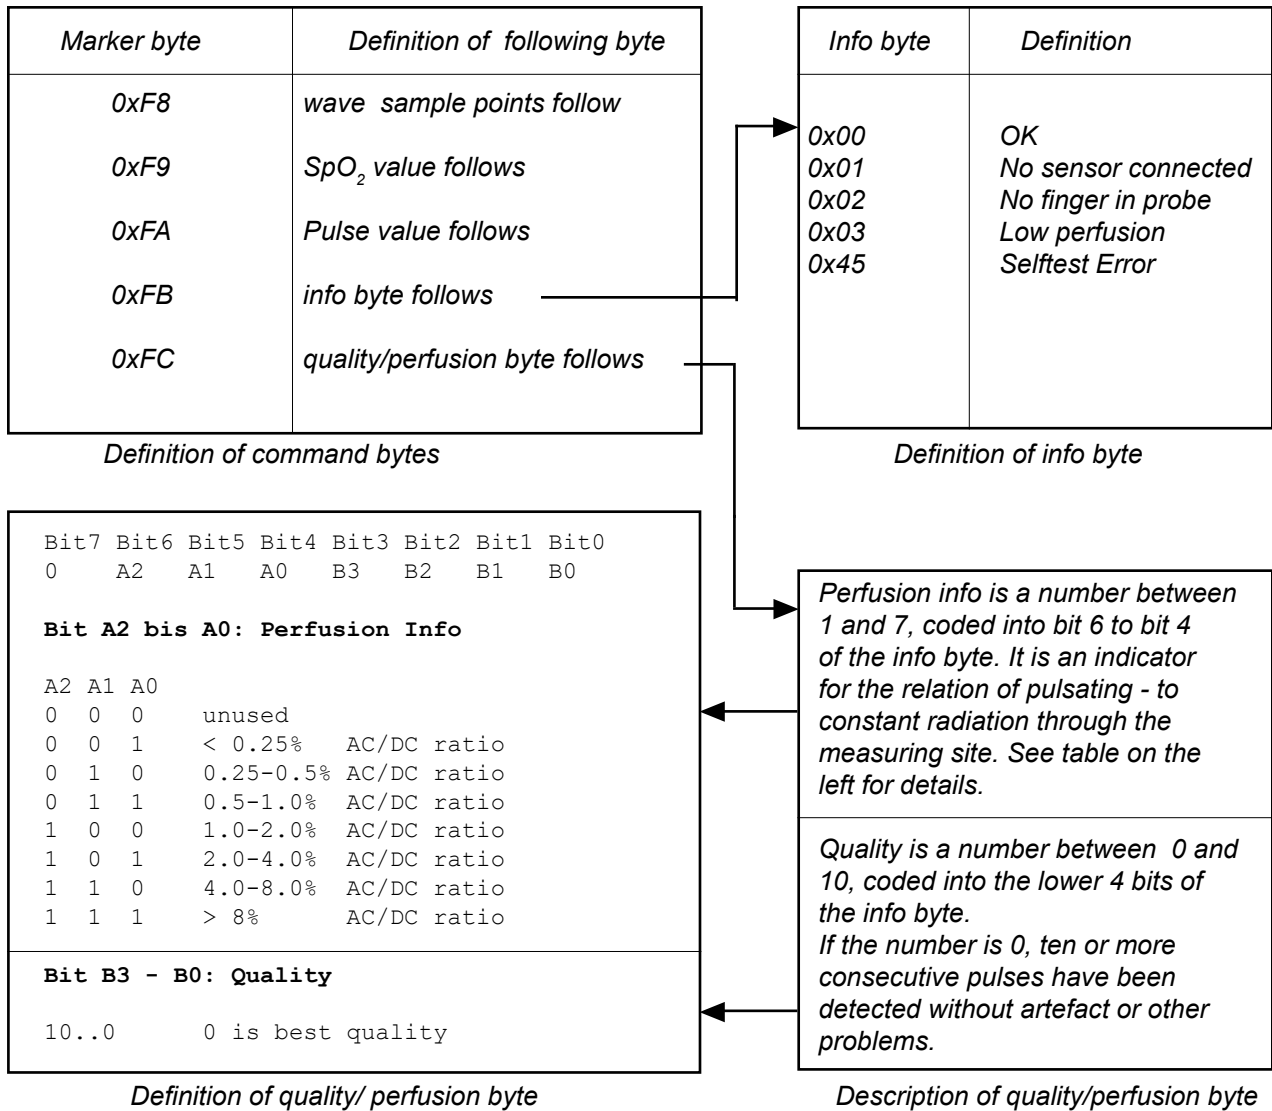 Marker byte Definition of following byte
0xF8 wave sample points follow
0xF9 SpO2 value follows
0xFA Pulse value follows
0xFB info byte follows
0xFC quality/perfusion byte follows
Definition of command bytes
Info byte Definition
0x00 OK
0x01 No sensor connected
0x02 No finger in probe
0x03 Low perfusion
0x45 Selftest Error
Definition of info byte
Bit7 Bit6 Bit5 Bit4 Bit3 Bit2 Bit1 Bit0
0 A2 A1 A0 B3 B2 B1 B0
Bit A2 bis A0: Perfusion Info
A2 A1 A0
0 0 0 unused
0 0 1 < 0.25% AC/DC ratio
0 1 0 0.25-0.5% AC/DC ratio
0 1 1 0.5-1.0% AC/DC ratio
1 0 0 1.0-2.0% AC/DC ratio
1 0 1 2.0-4.0% AC/DC ratio
1 1 0 4.0-8.0% AC/DC ratio
1 1 1 > 8% AC/DC ratio
Bit B3 - B0: Quality
10..0 0 is best quality
Definition of quality/ perfusion byte
Perfusion info is a number between
1 and 7, coded into bit 6 to bit 4
of the info byte. It is an indicator
for the relation of pulsating - to
constant radiation through the
measuring site. See table on the
left for details.
Quality is a number between 0 and
10, coded into the lower 4 bits of
the info byte.
If the number is 0, ten or more
consecutive pulses have been
detected without artefact or other
problems.
Description of quality/perfusion byte